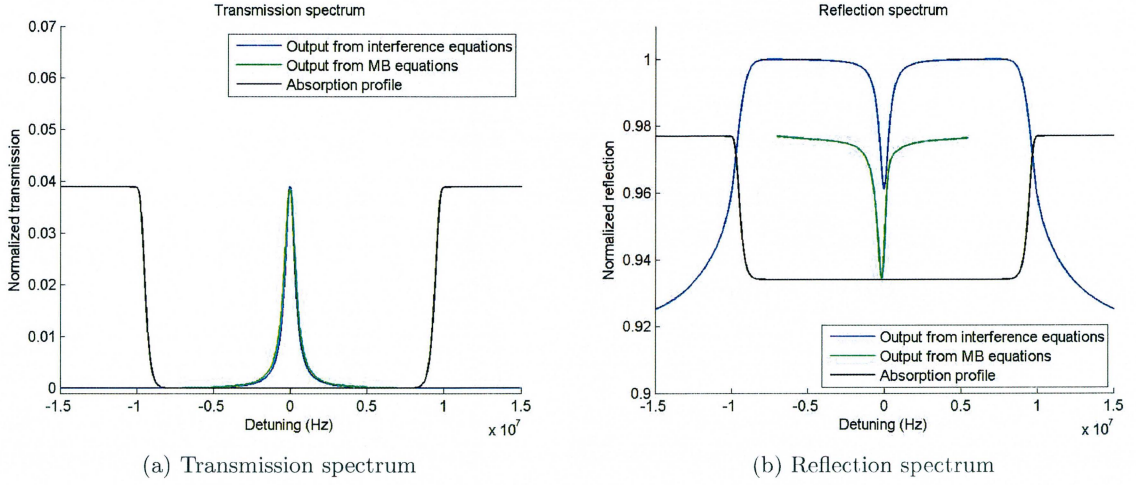 Transmission spectrum
0.07
0.06
0.05
0.04
0.03
0.02
0.01
0
Normalized transmission
Output from interference equations
Output from MB equations
Absorption profile
-1.5
-1
-0.5
0
0.5
1
1.5
x 10^7
Detuning (Hz)
(a) Transmission spectrum
Reflection spectrum
1
0.98
0.96
0.94
0.92
0.9
Normalized reflection
Output from interference equations
Output from MB equations
Absorption profile
-1.5
-1
-0.5
0
0.5
1
1.5
x 10^7
Detuning (Hz)
(b) Reflection spectrum